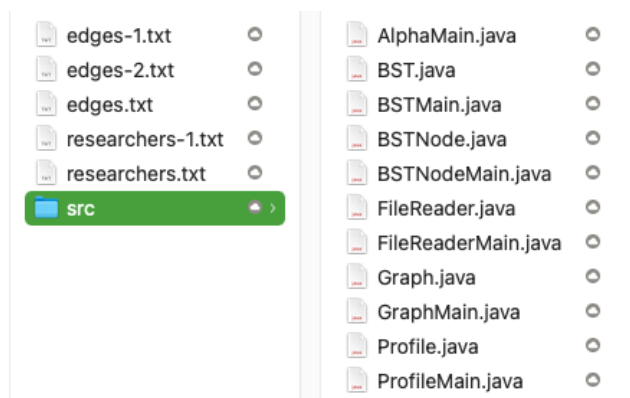 edges-1.txt
edges-2.txt
edges.txt
researchers-1.txt
researchers.txt
src
AlphaMain.java
BST.java
BSTMain.java
BSTNode.java
BSTNodeMain.java
FileReader.java
FileReaderMain.java
Graph.java
GraphMain.java
Profile.java
ProfileMain.java